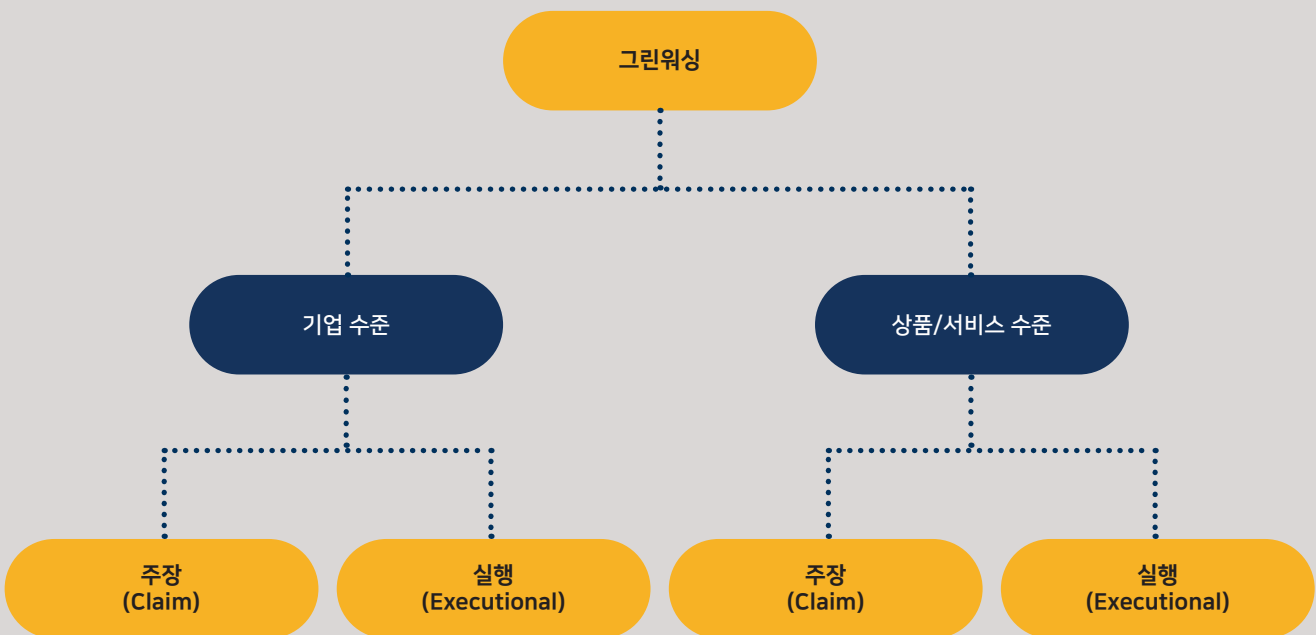 그린워싱
기업 수준
상품/서비스 수준
주장
(Claim)
실행
(Executional)
주장
(Claim)
실행
(Executional)